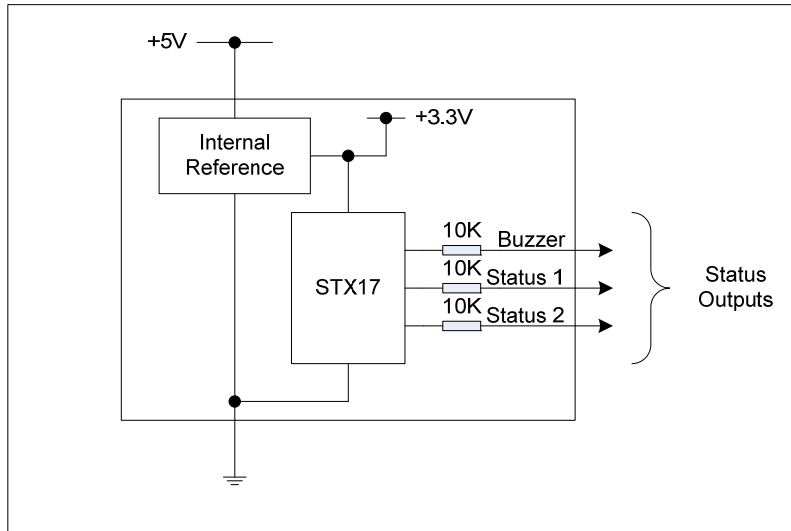 +5V
+3.3V
Internal
Reference
10K
Buzzer
10K
Status 1
10K
Status 2
STX17
Status
Outputs